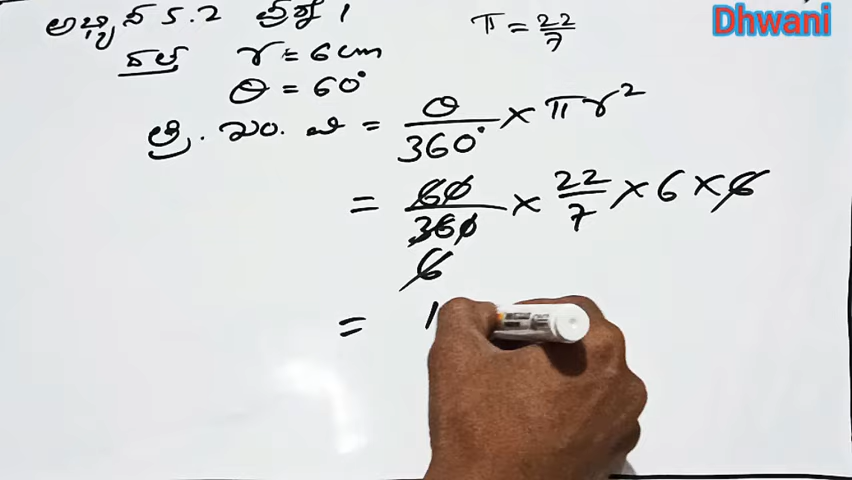 ಅಭ್ಯಾಸ 5.2 ಪ್ರಶ್ನೆ 1 π = 22/7 Dhwani
r = 6 cm
θ = 60°
ತ್ರಿ. ಖಂ. ವಿ = θ/360° × πr²
= 60/360 × 22/7 × 6 × 6
6
= 1